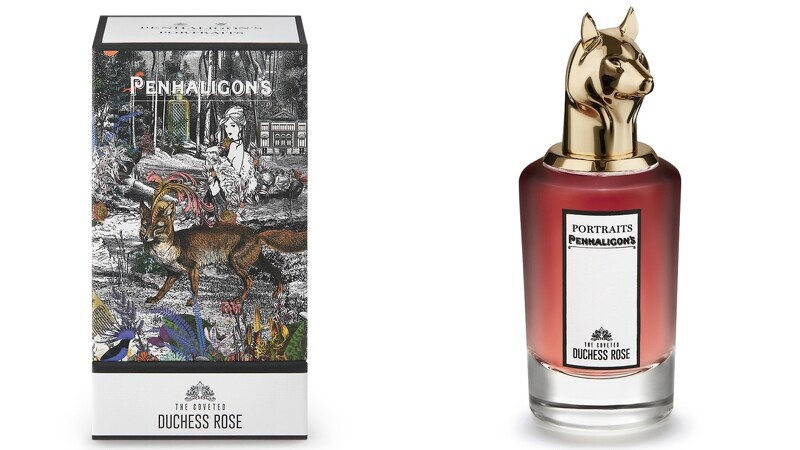 PENHALIGON'S
PORTRAITS
PENHALIGON'S
THE COVETED
DUCHESS ROSE
PORTRAITS
PENHALIGON'S
THE COVETED
DUCHESS ROSE